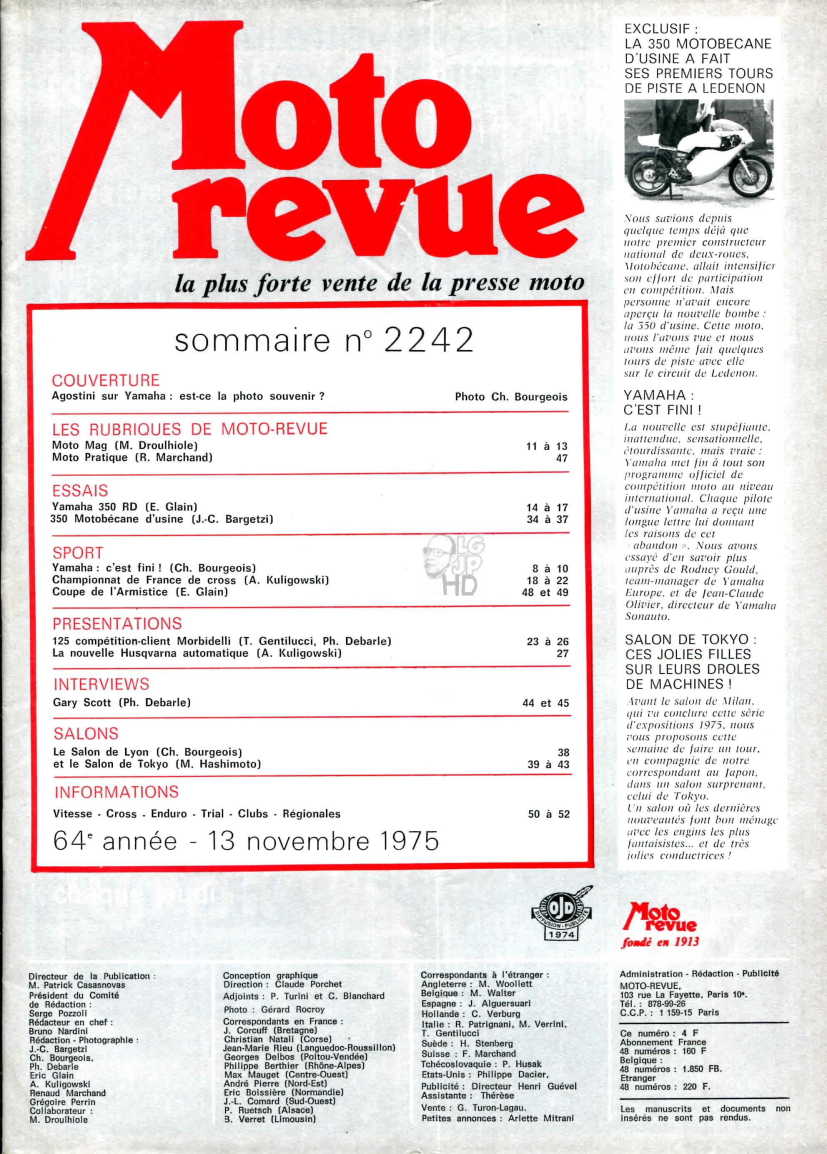 Moto
revue
la plus forte vente de la presse moto
sommaire n° 2242
COUVERTURE
Agostini sur Yamaha : est-ce la photo souvenir ? Photo Ch. Bourgeois
LES RUBRIQUES DE MOTO-REVUE
Moto Mag (M. Droulhiole) 11 à 13
Moto Pratique (R. Marchand) 47
ESSAIS
Yamaha 350 RD (E. Glain) 14 à 17
350 Motobécane d'usine (J.-C. Bargetzi) 34 à 37
SPORT
Yamaha : c'est fini ! (Ch. Bourgeois) 8 à 10
Championnat de France de cross (A. Kuligowski) 18 à 22
Coupe de l'Armistice (E. Glain) 48 et 49
LG
JP
HD
PRESENTATIONS
125 compétition-client Morbidelli (T. Gentilucci, Ph. Debarle) 23 à 26
La nouvelle Husqvarna automatique (A. Kuligowski) 27
INTERVIEWS
Gary Scott (Ph. Debarle) 44 et 45
SALONS
Le Salon de Lyon (Ch. Bourgeois) 38
et le Salon de Tokyo (M. Hashimoto) 39 à 43
INFORMATIONS
Vitesse - Cross - Enduro - Trial - Clubs - Régionales 50 à 52
64e année - 13 novembre 1975
EXCLUSIF :
LA 350 MOTOBECANE
D'USINE A FAIT
SES PREMIERS TOURS
DE PISTE A LEDENON
Nous savions depuis
quelque temps déjà que
notre premier constructeur
national de deux-roues,
Motobécane, allait intensifier
son effort de participation
en compétition. Mais
personne n'avait encore
aperçu la nouvelle bombe :
la 350 d'usine. Cette moto,
nous l'avons vue et nous
avons même fait quelques
tours de piste avec elle
sur le circuit de Ledenon.
YAMAHA :
C'EST FINI !
La nouvelle est stupéfiante,
inattendue, sensationnelle,
étourdissante, mais vraie :
Yamaha met fin à tout son
programme officiel de
compétition moto au niveau
international. Chaque pilote
d'usine Yamaha a reçu une
longue lettre lui donnant
les raisons de cet
abandon ». Nous avons
essayé d'en savoir plus
auprès de Rodney Gould,
team-manager de Yamaha
Europe, et de Jean-Claude
Olivier, directeur de Yamaha
Sonauto.
SALON DE TOKYO :
CES JOLIES FILLES
SUR LEURS DROLES
DE MACHINES !
Avant le salon de Milan,
qui va conclure cette série
d'expositions 1975, nous
vous proposons cette
semaine de faire un tour,
en compagnie de notre
correspondant au Japon,
dans un salon surprenant,
celui de Tokyo.
Un salon où les dernières
nouveautés font bon ménage
avec les engins les plus
fantaisistes... et de très
jolies conductrices !
OJD
DIFFUSION - PUBLICITE
1974
Moto
revue
fondé en 1913
Directeur de la Publication :
M. Patrick Casasnovas
Président du Comité
de Rédaction :
Serge Pozzoli
Rédacteur en chef :
Bruno Nardini
Rédaction - Photographie :
J.-C. Bargetzi
Ch. Bourgeois,
Ph. Debarle
Eric Glain
A. Kuligowski
Renaud Marchand
Grégoire Perrin
Collaborateur :
M. Droulhiole
Conception graphique
Direction : Claude Porchet
Adjoints : P. Turini et C. Blanchard
Photo : Gérard Rocroy
Correspondants en France :
J. Corcuff (Bretagne)
Christian Natali (Corse)
Jean-Marie Rieu (Languedoc-Roussillon)
Georges Delbos (Poitou-Vendée)
Philippe Berthier (Rhône-Alpes)
Max Mauget (Centre-Ouest)
André Pierre (Nord-Est)
Eric Boissière (Normandie)
J.-L. Comard (Sud-Ouest)
P. Ruetsch (Alsace)
B. Verret (Limousin)
Correspondants à l'étranger :
Angleterre : M. Woollett
Belgique : M. Walter
Espagne : J. Alguersuari
Hollande : C. Verburg
Italie : R. Patrignani, M. Verrini,
T. Gentilucci
Suède : H. Stenberg
Suisse : F. Marchand
Tchécoslovaquie : P. Husak
Etats-Unis : Philippe Dacier.
Publicité : Directeur Henri Guével
Assistante : Thérèse
Vente : G. Turon-Lagau.
Petites annonces : Arlette Mitrani
Administration - Rédaction - Publicité
MOTO-REVUE,
103 rue La Fayette, Paris 10e.
Tél. : 878-99-26
C.C.P. : 1 159-15 Paris
Ce numéro : 4 F
Abonnement France
48 numéros : 160 F
Belgique :
48 numéros : 1.850 FB.
Etranger
48 numéros : 220 F.
Les manuscrits et documents non
insérés ne sont pas rendus.